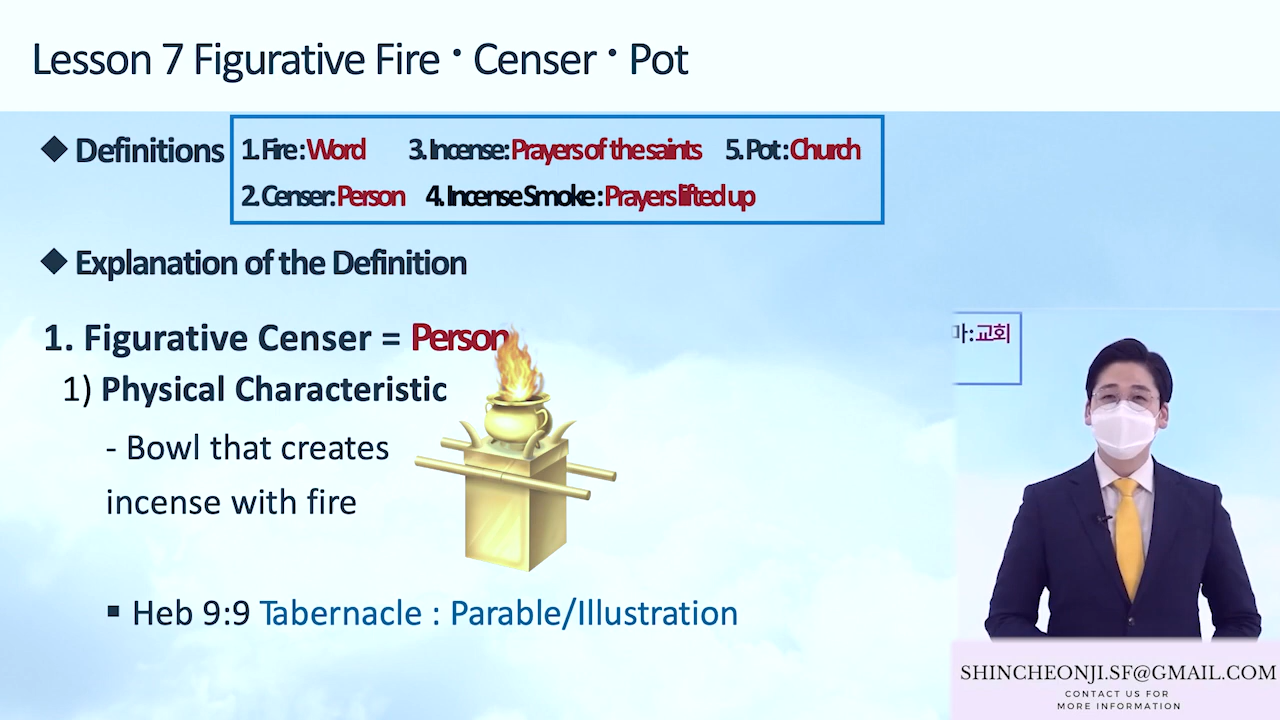 Lesson 7 Figurative Fire · Censer · Pot
◆ Definitions
1. Fire : Word 3. Incense : Prayers of the saints 5. Pot : Church
2. Censer : Person 4. Incense Smoke : Prayers lifted up
◆ Explanation of the Definition
1. Figurative Censer = Person
1) Physical Characteristic
- Bowl that creates
incense with fire
▪ Heb 9:9 Tabernacle : Parable/Illustration
마:교회
SHINCHEONJI.SF@GMAIL.COM
CONTACT US FOR
MORE INFORMATION